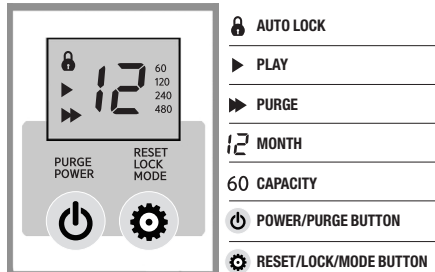 12
60
120
240
480
PURGE
POWER
RESET
LOCK
MODE
AUTO LOCK
PLAY
PURGE
12 MONTH
60 CAPACITY
POWER/PURGE BUTTON
RESET/LOCK/MODE BUTTON